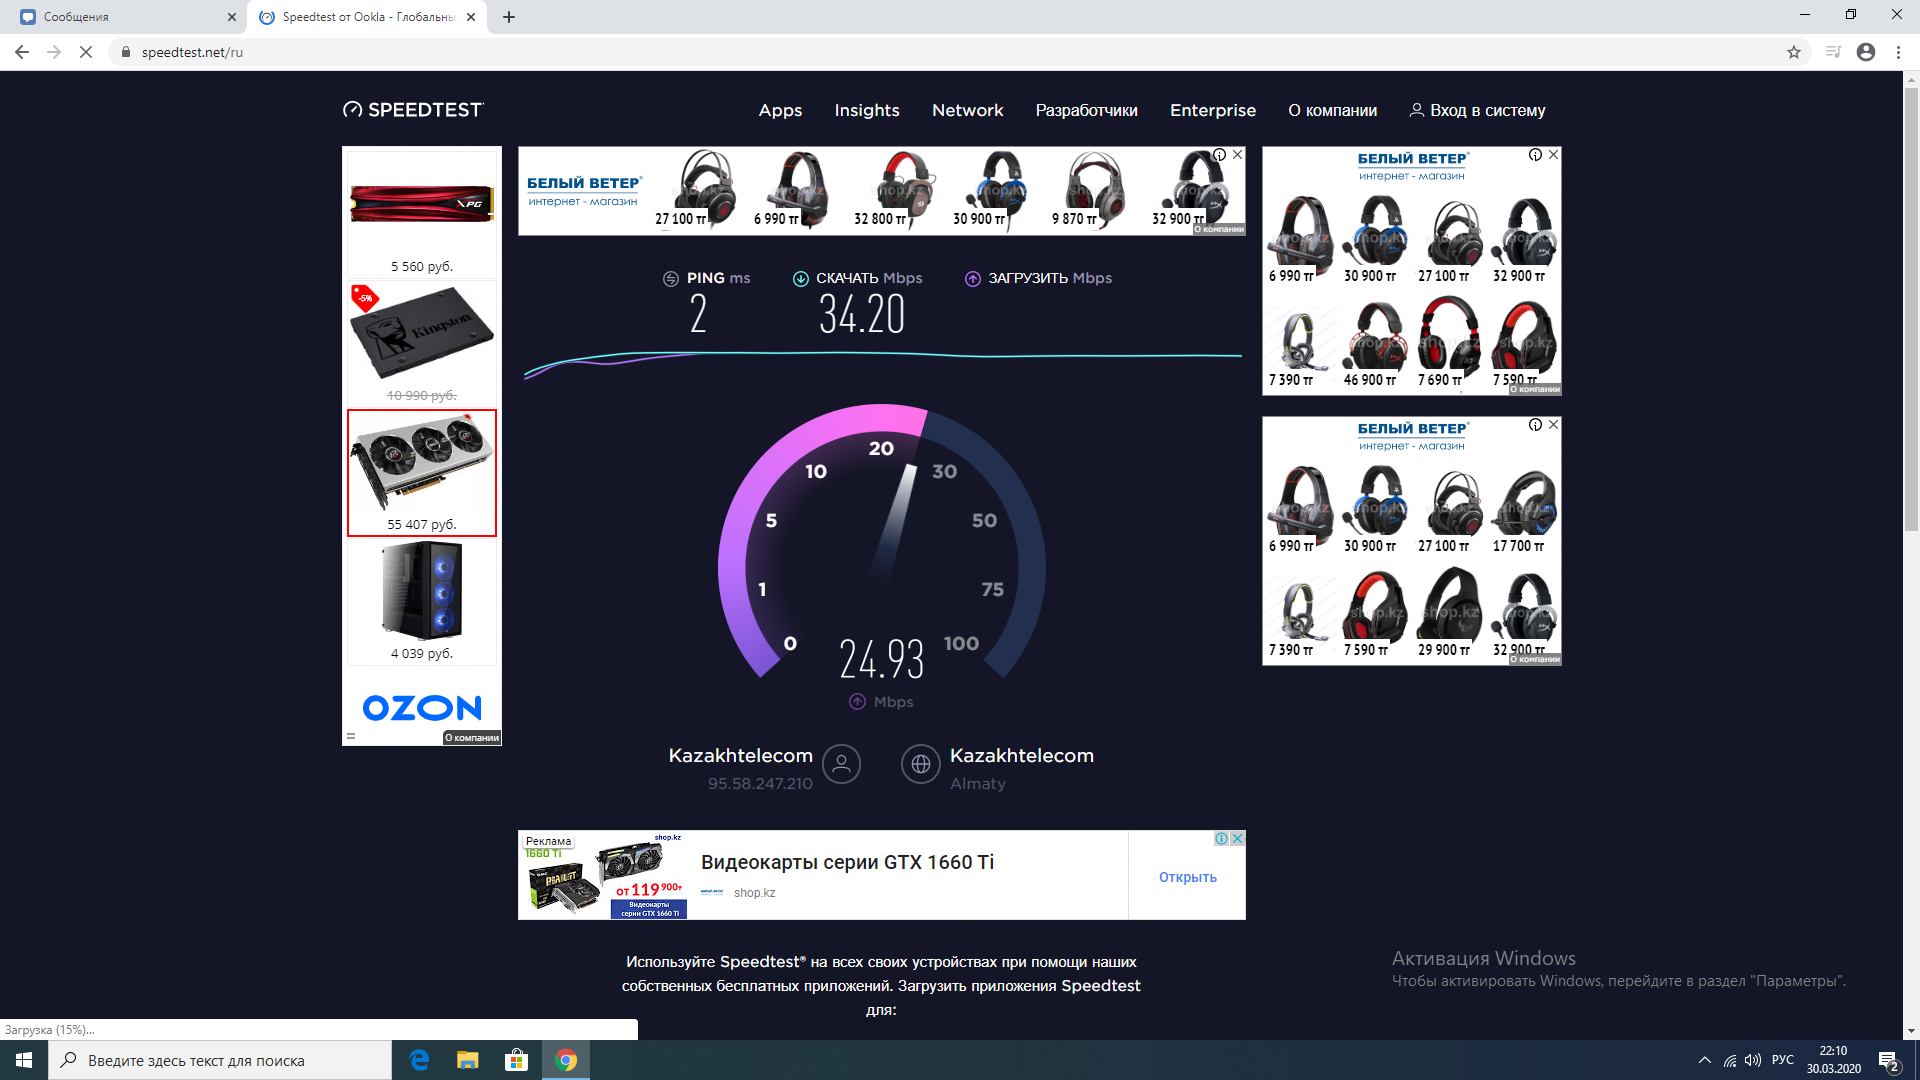 Сообщения
Speedtest от Ookla - Глобальны
speedtest.net/ru
SPEEDTEST
Apps
Insights
Network
Разработчики
Enterprise
О компании
Вход в систему
XPG
5 560 руб.
-5%
Kingston
10 990 руб.
55 407 руб.
4 039 руб.
OZON
О компании
БЕЛЫЙ ВЕТЕР
интернет - магазин
27 100 тг
6 990 тг
32 800 тг
30 900 тг
9 870 тг
32 900 тг
О компании
PING ms
2
СКАЧАТЬ Mbps
34.20
ЗАГРУЗИТЬ Mbps
0
1
5
10
20
30
50
75
100
24.93
Mbps
Kazakhtelecom
95.58.247.210
Kazakhtelecom
Almaty
БЕЛЫЙ ВЕТЕР
интернет - магазин
6 990 тг
30 900 тг
27 100 тг
32 900 тг
7 390 тг
46 900 тг
7 690 тг
7 590 тг
О компании
БЕЛЫЙ ВЕТЕР
интернет - магазин
6 990 тг
30 900 тг
27 100 тг
17 700 тг
7 390 тг
7 590 тг
29 900 тг
32 900 тг
О компании
Реклама
shop.kz
1660 Ti
PALIT
от 119 900т
Видеокарты
серии GTX 1660 Ti
Видеокарты серии GTX 1660 Ti
БЕЛЫЙ ВЕТЕР
shop.kz
Открыть
Используйте Speedtest® на всех своих устройствах при помощи наших
собственных бесплатных приложений. Загрузить приложения Speedtest
для:
Активация Windows
Чтобы активировать Windows, перейдите в раздел "Параметры".
Загрузка (15%)...
Введите здесь текст для поиска
РУС
22:10
30.03.2020
2